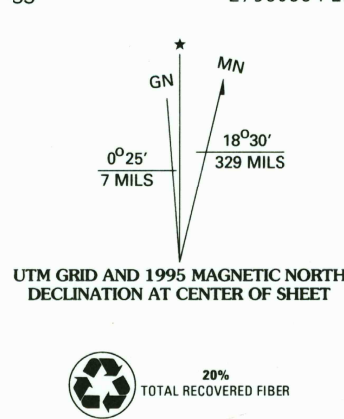 GN
MN
0°25′
7 MILS
18°30′
329 MILS
UTM GRID AND 1995 MAGNETIC NORTH
DECLINATION AT CENTER OF SHEET
20%
TOTAL RECOVERED FIBER